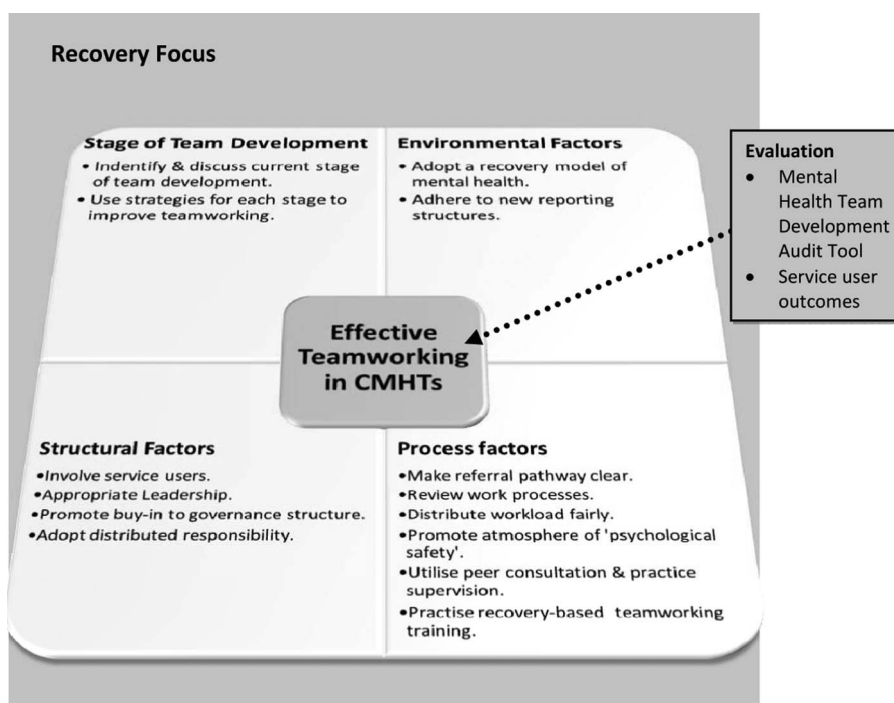 Recovery Focus
Stage of Team Development
• Indentify & discuss current stage
of team development.
• Use strategies for each stage to
improve teamworking.
Environmental Factors
• Adopt a recovery model of
mental health.
• Adhere to new reporting
structures.
Evaluation
• Mental
Health Team
Development
Audit Tool
• Service user
outcomes
Effective
Teamworking
in CMHTs
Structural Factors
•Involve service users.
•Appropriate Leadership.
•Promote buy-in to governance structure.
•Adopt distributed responsibility.
Process factors
•Make referral pathway clear.
•Review work processes.
•Distribute workload fairly.
•Promote atmosphere of 'psychological
safety'.
•Utilise peer consultation & practice
supervision.
•Practise recovery-based teamworking
training.